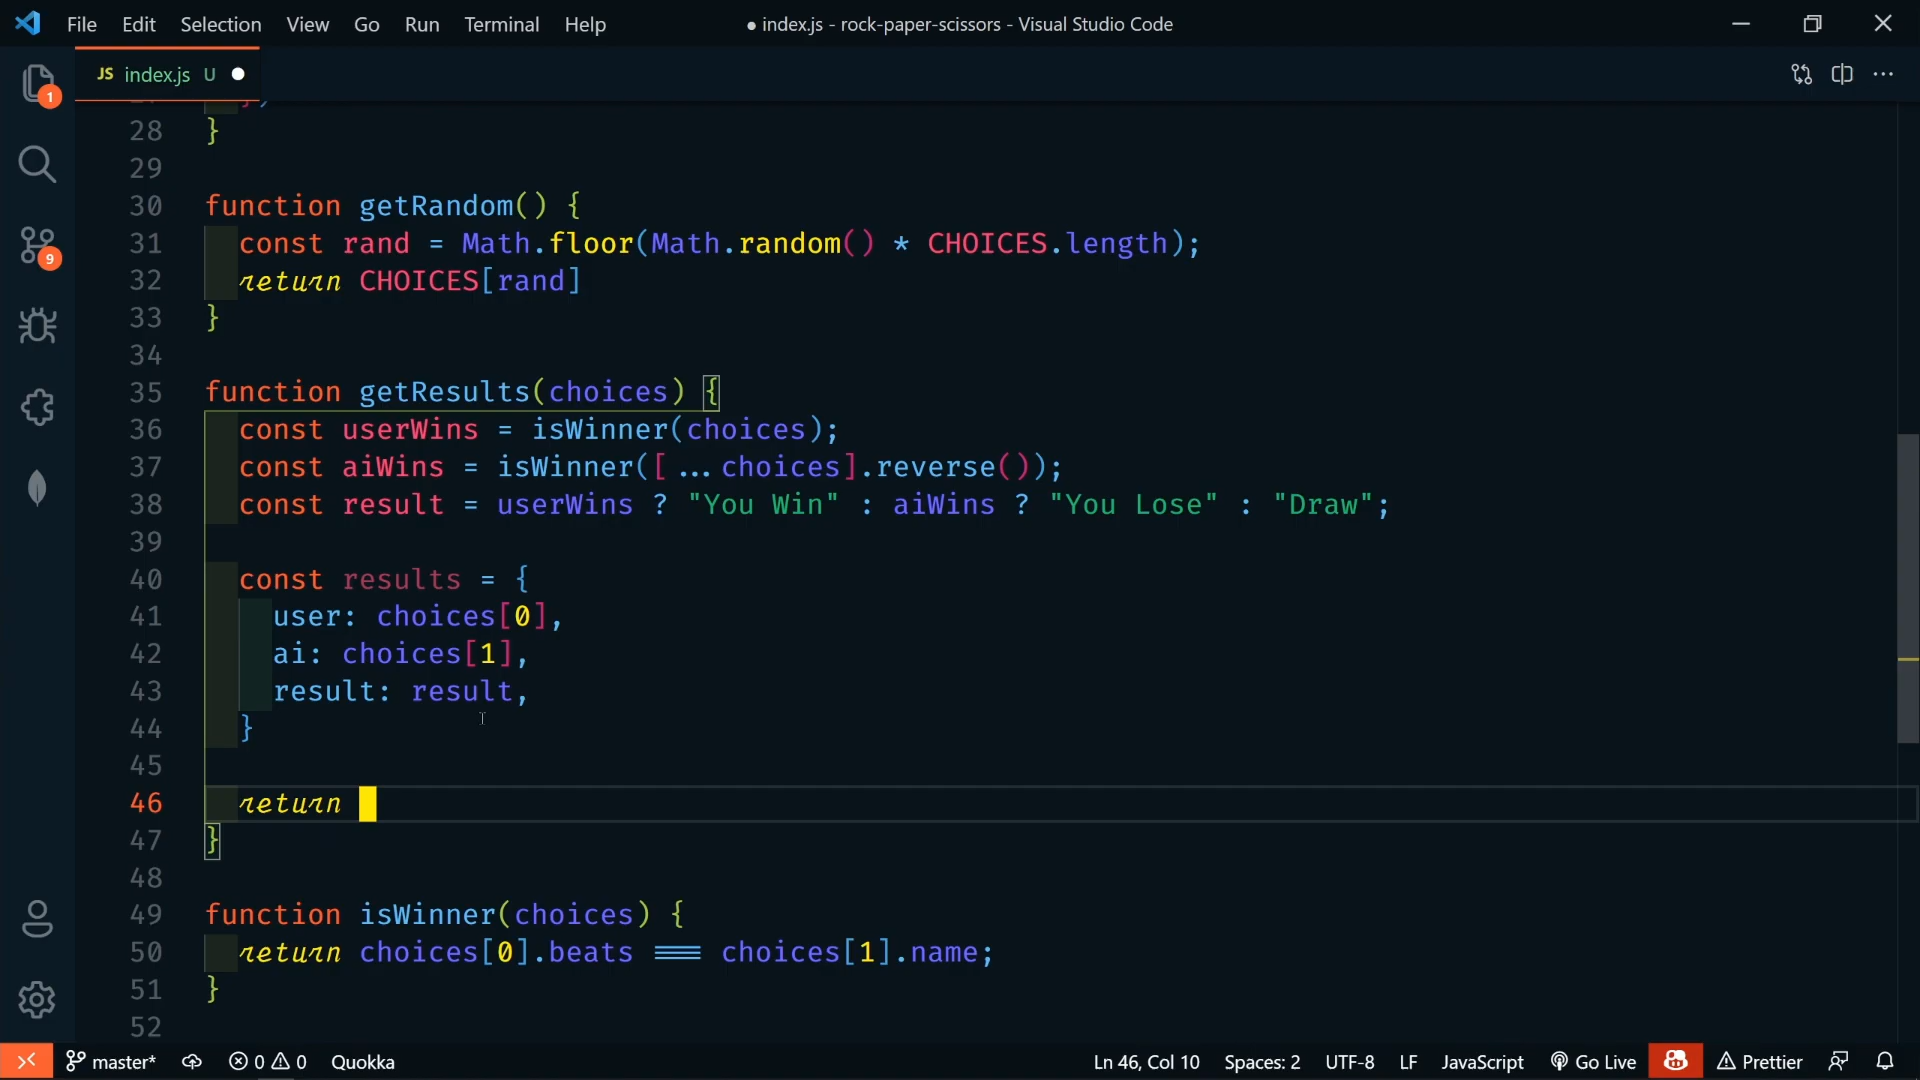 File Edit Selection View Go Run Terminal Help ● index.js - rock-paper-scissors - Visual Studio Code
JS index.js U ●
1
28 }
29
30 function getRandom() {
31 const rand = Math.floor(Math.random() * CHOICES.length);
32 return CHOICES[rand]
33 }
34
35 function getResults(choices) {
36 const userWins = isWinner(choices);
37 const aiWins = isWinner([...choices].reverse());
38 const result = userWins ? "You Win" : aiWins ? "You Lose" : "Draw";
39
40 const results = {
41 user: choices[0],
42 ai: choices[1],
43 result: result,
44 }
45
46 return
47 }
48
49 function isWinner(choices) {
50 return choices[0].beats === choices[1].name;
51 }
52
9
master* 0 0 Quokka Ln 46, Col 10 Spaces: 2 UTF-8 LF JavaScript Go Live Prettier